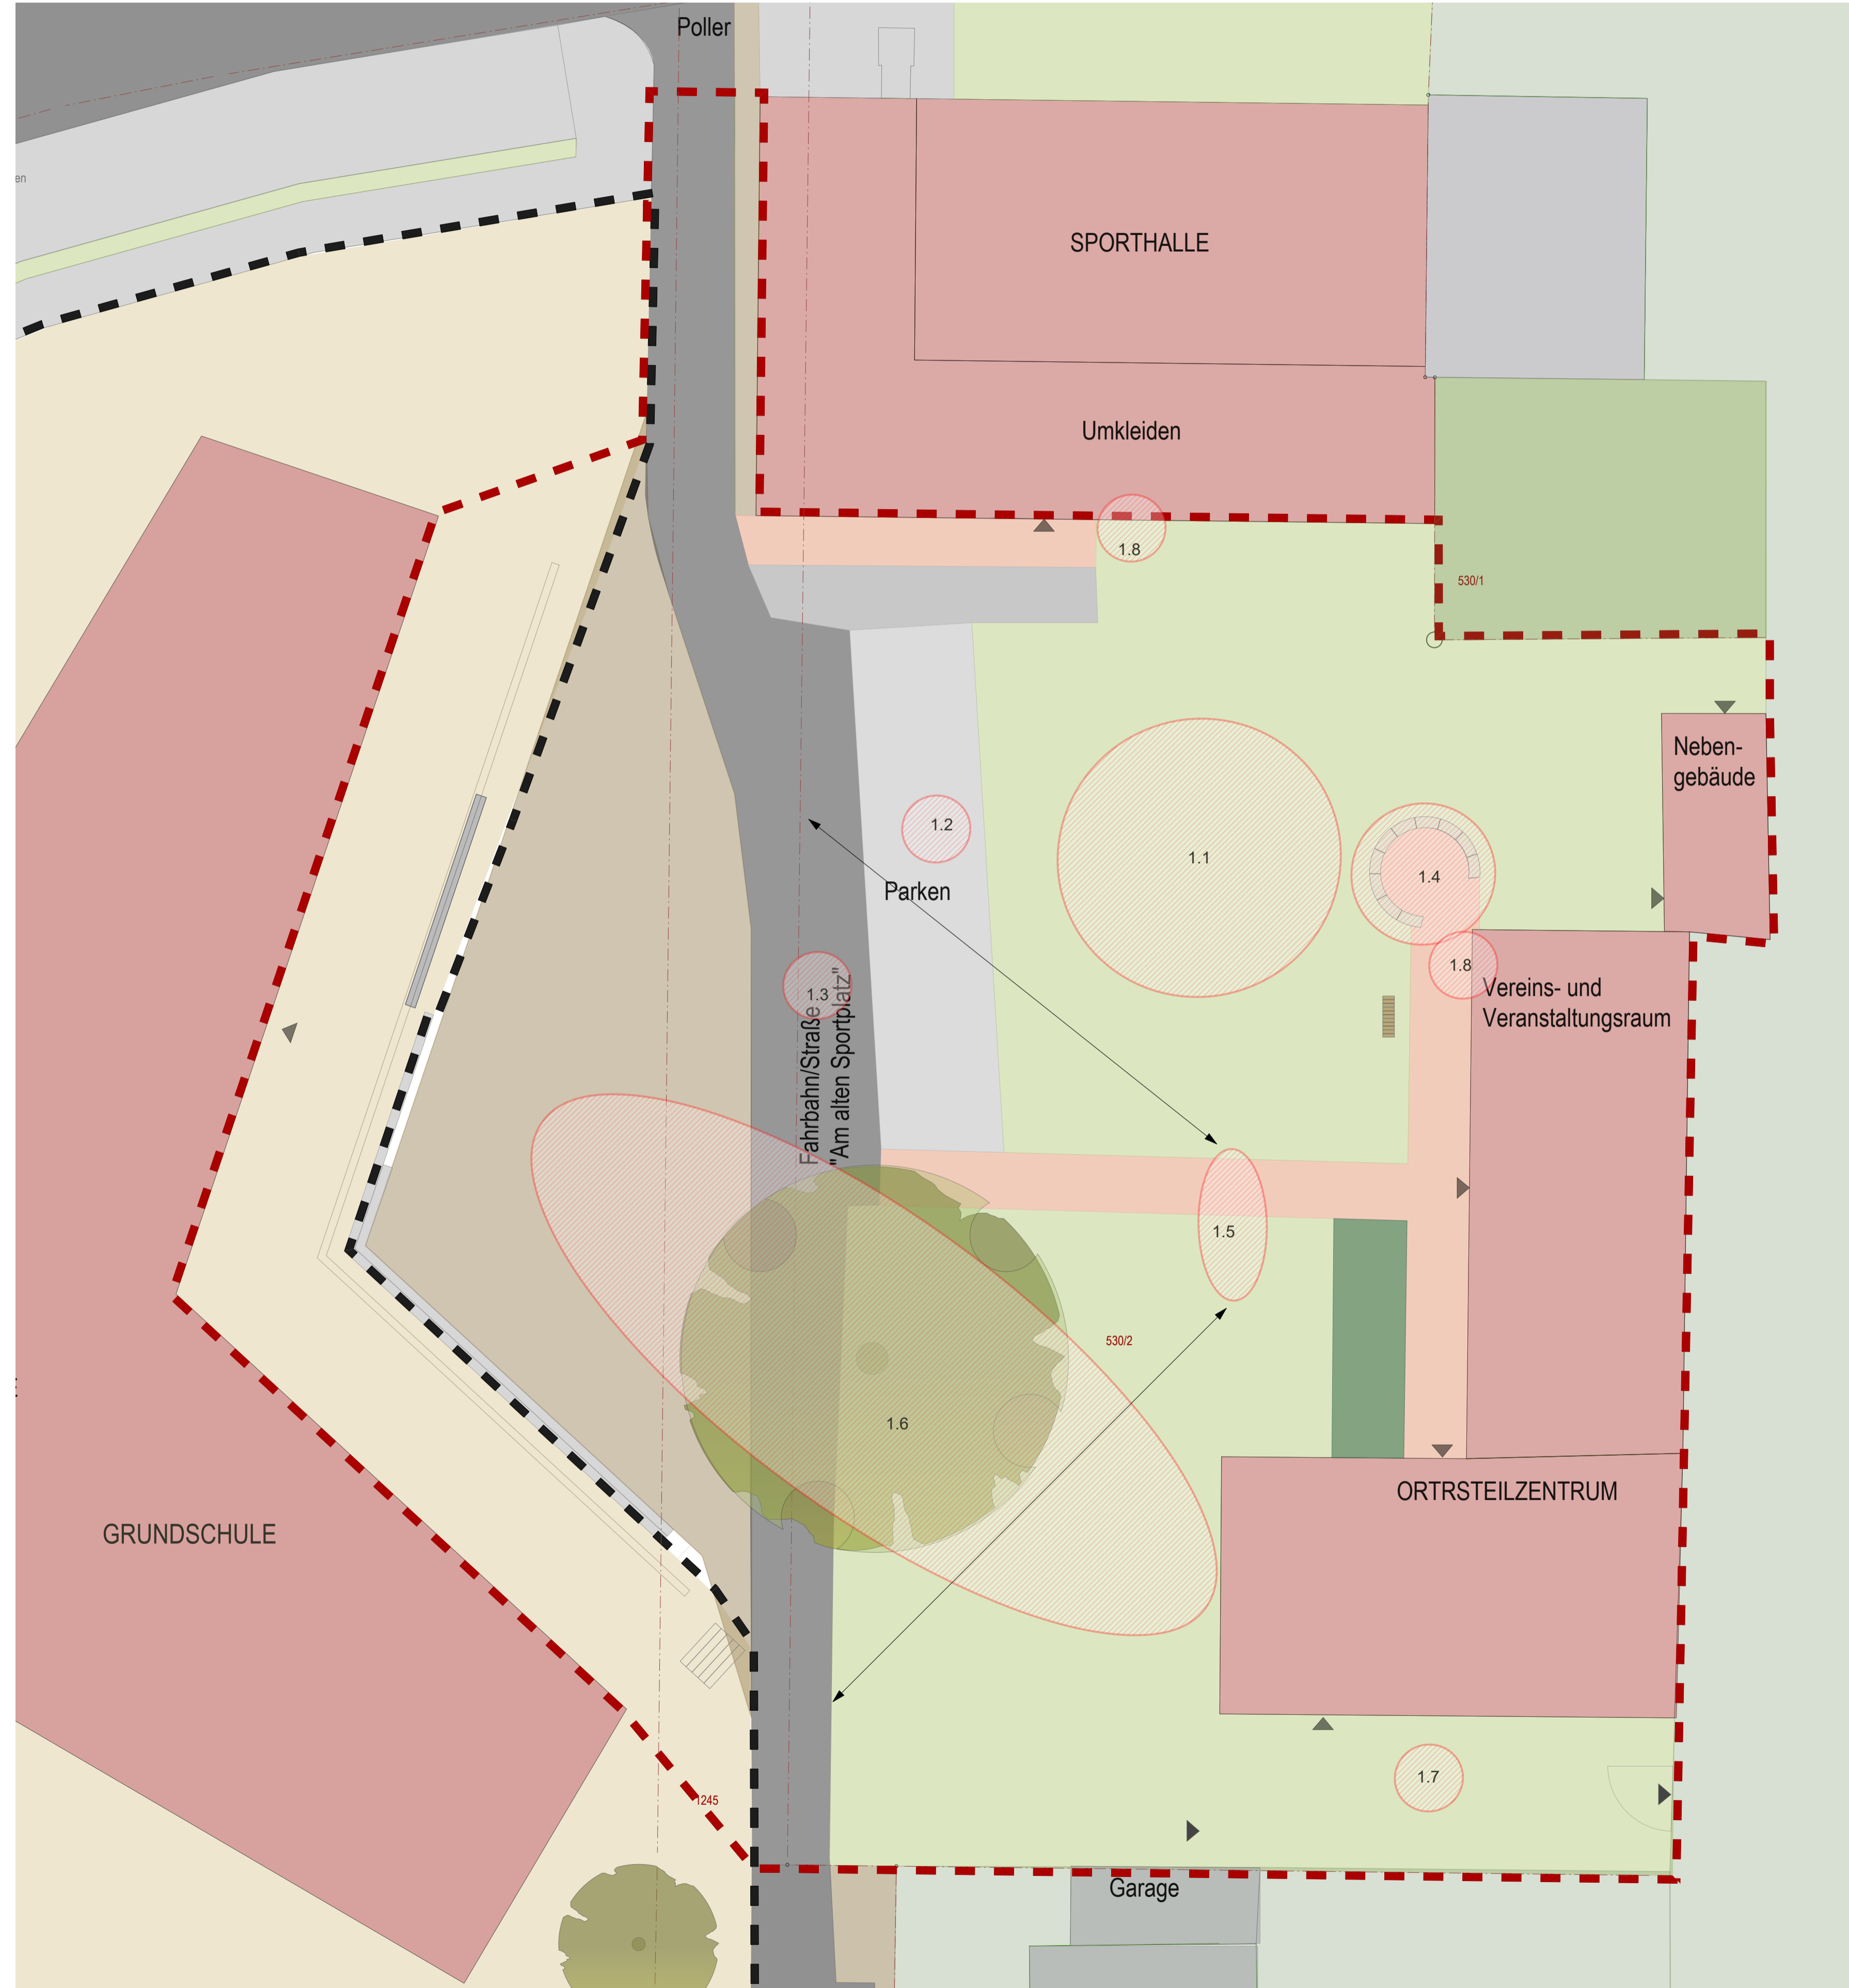 Poller
en
SPORTHALLE
Umkleiden
1.8
530/1
Neben-
gebäude
1.2
1.1
1.4
Parken
1.8
1.3
Vereins- und
Veranstaltungsraum
Fahrbahn/Straße
"Am alten Sportplatz"
1.5
530/2
1.6
ORTRSTEILZENTRUM
GRUNDSCHULE
1.7
1245
Garage